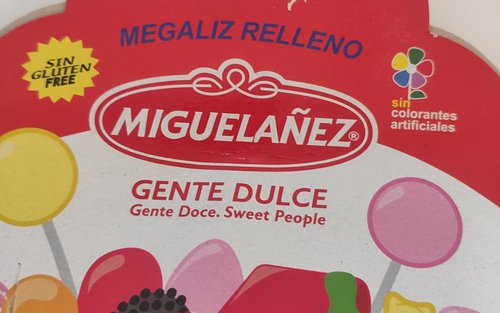 MEGALIZ RELLENO
SIN
GLUTEN
FREE
MIGUELAÑEZ®
sin
colorantes
artificiales
GENTE DULCE
Gente Doce. Sweet People